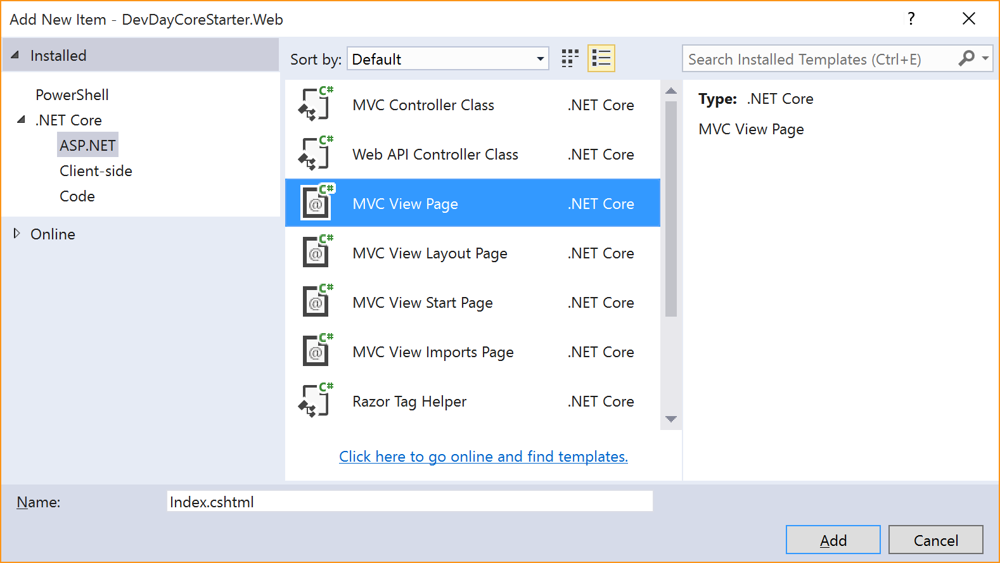 Add New Item - DevDayCoreStarter.Web ?
Installed
PowerShell
.NET Core
ASP.NET
Client-side
Code
Online
Sort by: Default
Search Installed Templates (Ctrl+E)
C# MVC Controller Class .NET Core
C# Web API Controller Class .NET Core
C# @ MVC View Page .NET Core
C# @ MVC View Layout Page .NET Core
C# @ MVC View Start Page .NET Core
C# @ MVC View Imports Page .NET Core
C# Razor Tag Helper .NET Core
Click here to go online and find templates.
Type: .NET Core
MVC View Page
Name: Index.cshtml
Add Cancel